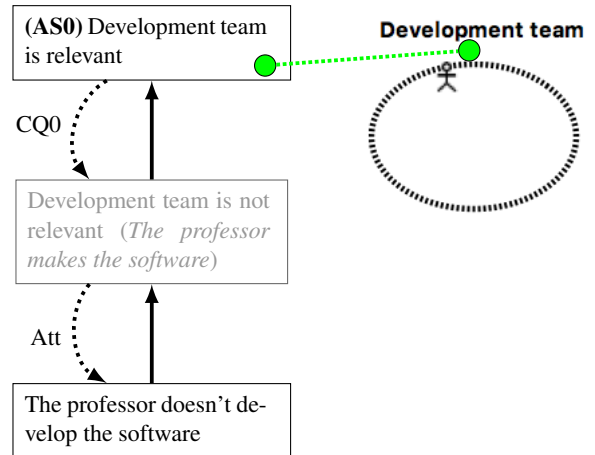 (AS0) Development team
is relevant
Development team
CQ0
Development team is not
relevant (The professor
makes the software)
Att
The professor doesn't de-
velop the software